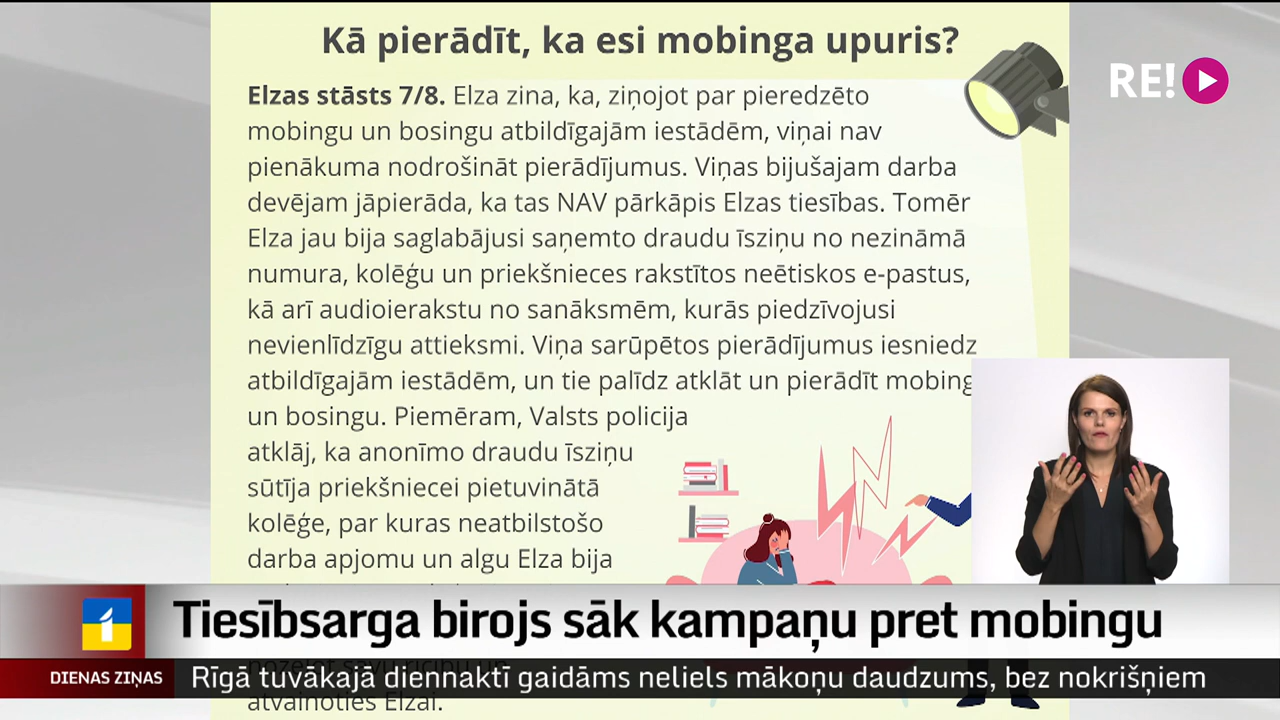 Kā pierādīt, ka esi mobinga upuris?
RE!
Elzas stāsts 7/8. Elza zina, ka, ziņojot par pieredzēto
mobingu un bosingu atbildīgajām iestādēm, viņai nav
pienākuma nodrošināt pierādījumus. Viņas bijušajam darba
devējam jāpierāda, ka tas NAV pārkāpis Elzas tiesības. Tomēr
Elza jau bija saglabājusi saņemto draudu īsziņu no nezināmā
numura, kolēģu un priekšnieces rakstītos neētiskos e-pastus,
kā arī audioierakstu no sanāksmēm, kurās piedzīvojusi
nevienlīdzīgu attieksmi. Viņa sarūpētos pierādījumus iesniedz
atbildīgajām iestādēm, un tie palīdz atklāt un pierādīt mobing
un bosingu. Piemēram, Valsts policija
atklāj, ka anonīmo draudu īsziņu
sūtīja priekšniecei pietuvinātā
kolēģe, par kuras neatbilstošo
darba apjomu un algu Elza bija
1
Tiesībsarga birojs sāk kampaņu pret mobingu
DIENAS ZIŅAS
Rīgā tuvākajā diennaktī gaidāms neliels mākoņu daudzums, bez nokrišņiem
atvainoties Elzai.